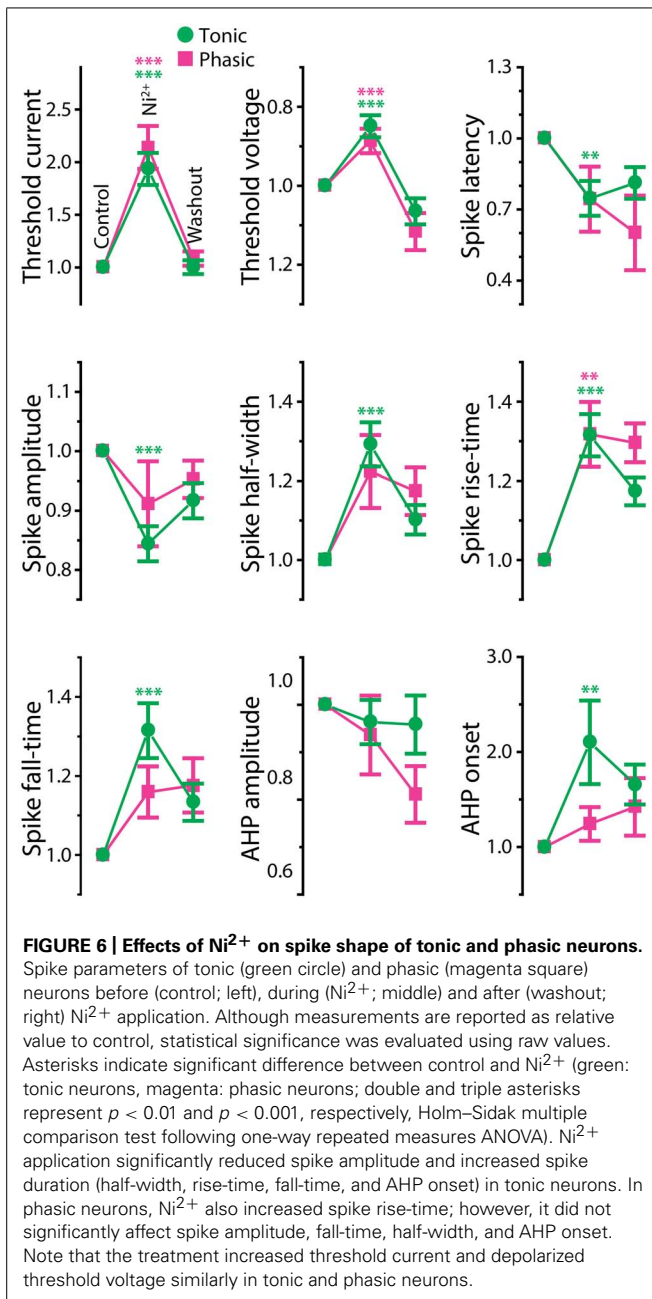 Tonic
Phasic
Threshold current
2.5
2.0
1.5
1.0
Control
***
***
Ni2+
Washout
Threshold voltage
0.8
1.0
1.2
***
***
Spike latency
1.3
1.0
0.7
0.4
**
Spike amplitude
1.1
1.0
0.9
0.8
***
Spike half-width
1.4
1.2
1.0
***
Spike rise-time
1.4
1.2
1.0
**
***
Spike fall-time
1.4
1.2
1.0
***
AHP amplitude
1.0
0.8
0.6
AHP onset
3.0
2.0
1.0
**
FIGURE 6 | Effects of Ni2+ on spike shape of tonic and phasic neurons.
Spike parameters of tonic (green circle) and phasic (magenta square)
neurons before (control; left), during (Ni2+; middle) and after (washout;
right) Ni2+ application. Although measurements are reported as relative
value to control, statistical significance was evaluated using raw values.
Asterisks indicate significant difference between control and Ni2+ (green:
tonic neurons, magenta: phasic neurons; double and triple asterisks
represent p < 0.01 and p < 0.001, respectively, Holm–Sidak multiple
comparison test following one-way repeated measures ANOVA). Ni2+
application significantly reduced spike amplitude and increased spike
duration (half-width, rise-time, fall-time, and AHP onset) in tonic neurons. In
phasic neurons, Ni2+ also increased spike rise-time; however, it did not
significantly affect spike amplitude, fall-time, half-width, and AHP onset.
Note that the treatment increased threshold current and depolarized
threshold voltage similarly in tonic and phasic neurons.